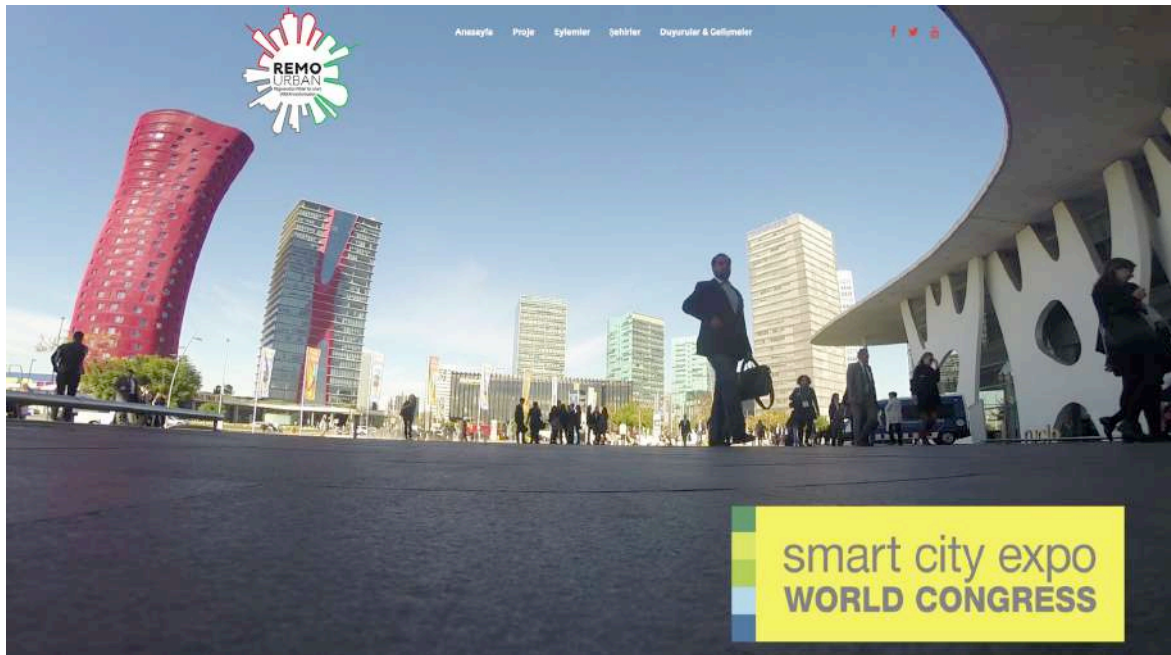 REMO
URBAN
Anasayfa Proje Eylemler Şehirler Duyurular & Gelişmeler
smart city expo
WORLD CONGRESS